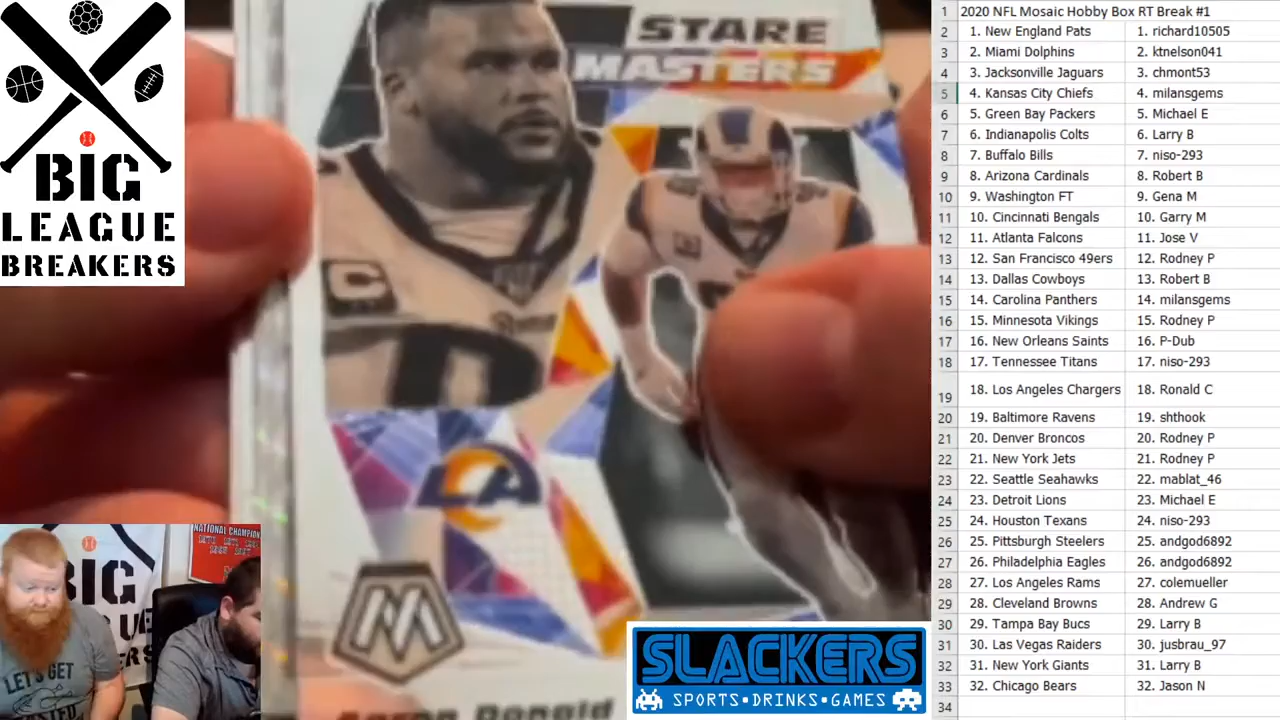 BIG
LEAGUE
BREAKERS
STARE
MASTERS
C
LA
M
Aaron Donald
NATIONAL CHAMPION
BIG
LET'S GET
SLACKERS
SPORTS•DRINKS•GAMES
1 2020 NFL Mosaic Hobby Box RT Break #1
2 1. New England Pats 1. richard10505
3 2. Miami Dolphins 2. ktnelson041
4 3. Jacksonville Jaguars 3. chmont53
5 4. Kansas City Chiefs 4. milansgems
6 5. Green Bay Packers 5. Michael E
7 6. Indianapolis Colts 6. Larry B
8 7. Buffalo Bills 7. niso-293
9 8. Arizona Cardinals 8. Robert B
10 9. Washington FT 9. Gena M
11 10. Cincinnati Bengals 10. Garry M
12 11. Atlanta Falcons 11. Jose V
13 12. San Francisco 49ers 12. Rodney P
14 13. Dallas Cowboys 13. Robert B
15 14. Carolina Panthers 14. milansgems
16 15. Minnesota Vikings 15. Rodney P
17 16. New Orleans Saints 16. P-Dub
18 17. Tennessee Titans 17. niso-293
19 18. Los Angeles Chargers 18. Ronald C
20 19. Baltimore Ravens 19. shthook
21 20. Denver Broncos 20. Rodney P
22 21. New York Jets 21. Rodney P
23 22. Seattle Seahawks 22. mablat_46
24 23. Detroit Lions 23. Michael E
25 24. Houston Texans 24. niso-293
26 25. Pittsburgh Steelers 25. andgod6892
27 26. Philadelphia Eagles 26. andgod6892
28 27. Los Angeles Rams 27. colemueller
29 28. Cleveland Browns 28. Andrew G
30 29. Tampa Bay Bucs 29. Larry B
31 30. Las Vegas Raiders 30. jusbrau_97
32 31. New York Giants 31. Larry B
33 32. Chicago Bears 32. Jason N
34